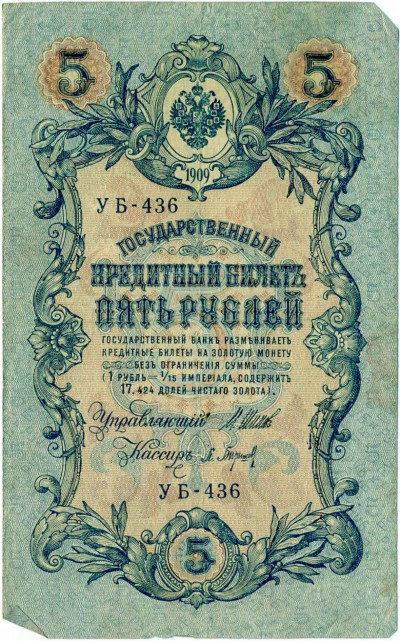 5 5
1909
УБ-436
ГОСУДАРСТВЕННЫЙ
КРЕДИТНЫЙ БИЛЕТЪ
ПЯТЬ РУБЛЕЙ
ГОСУДАРСТВЕННЫЙ БАНКЪ РАЗМѢНИВАЕТЪ
КРЕДИТНЫЕ БИЛЕТЫ НА ЗОЛОТУЮ МОНЕТУ
БЕЗЪ ОГРАНИЧЕНІЯ СУММЫ
(1 РУБЛЬ = 1/15 ИМПЕРІАЛА, СОДЕРЖИТЪ
17,424 ДОЛЕЙ ЧИСТАГО ЗОЛОТА).
Управляющій
Кассиръ
УБ-436
5